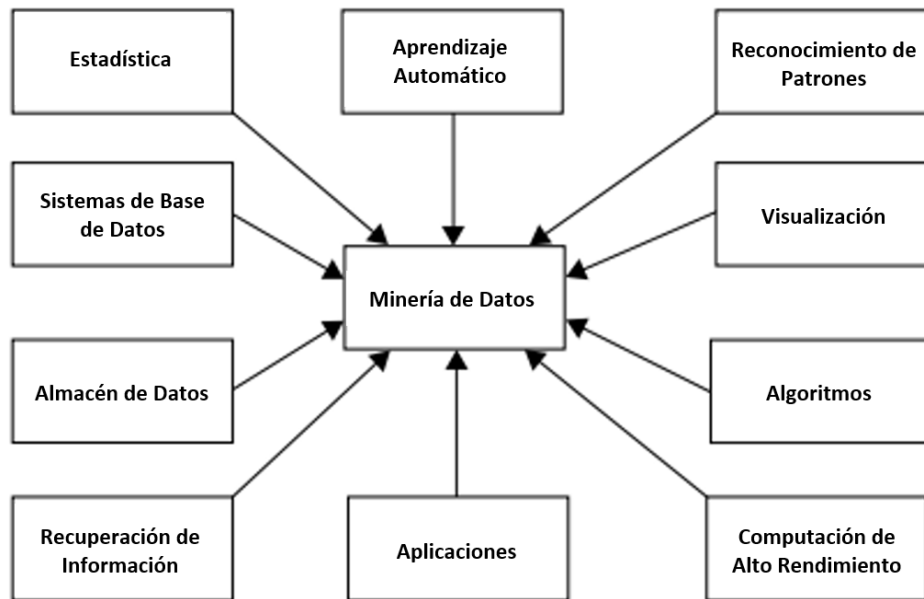 Estadística
Aprendizaje
Automático
Reconocimiento de
Patrones
Sistemas de Base
de Datos
Visualización
Minería de Datos
Almacén de Datos
Algoritmos
Recuperación de
Información
Aplicaciones
Computación de
Alto Rendimiento